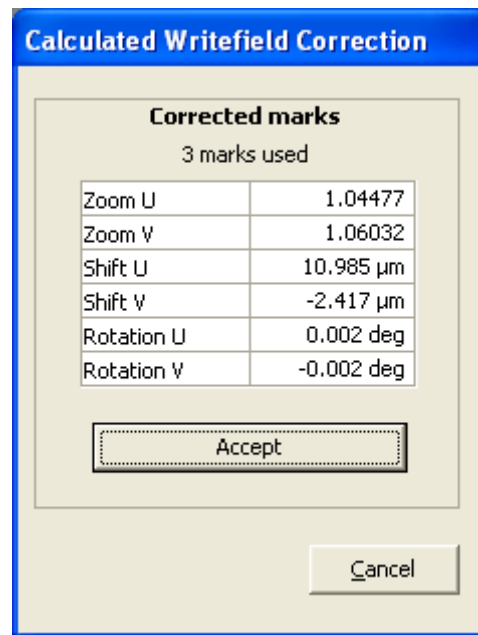 Calculated Writefield Correction
Corrected marks
3 marks used
Zoom U 1.04477
Zoom V 1.06032
Shift U 10.985 µm
Shift V -2.417 µm
Rotation U 0.002 deg
Rotation V -0.002 deg
Accept
Cancel